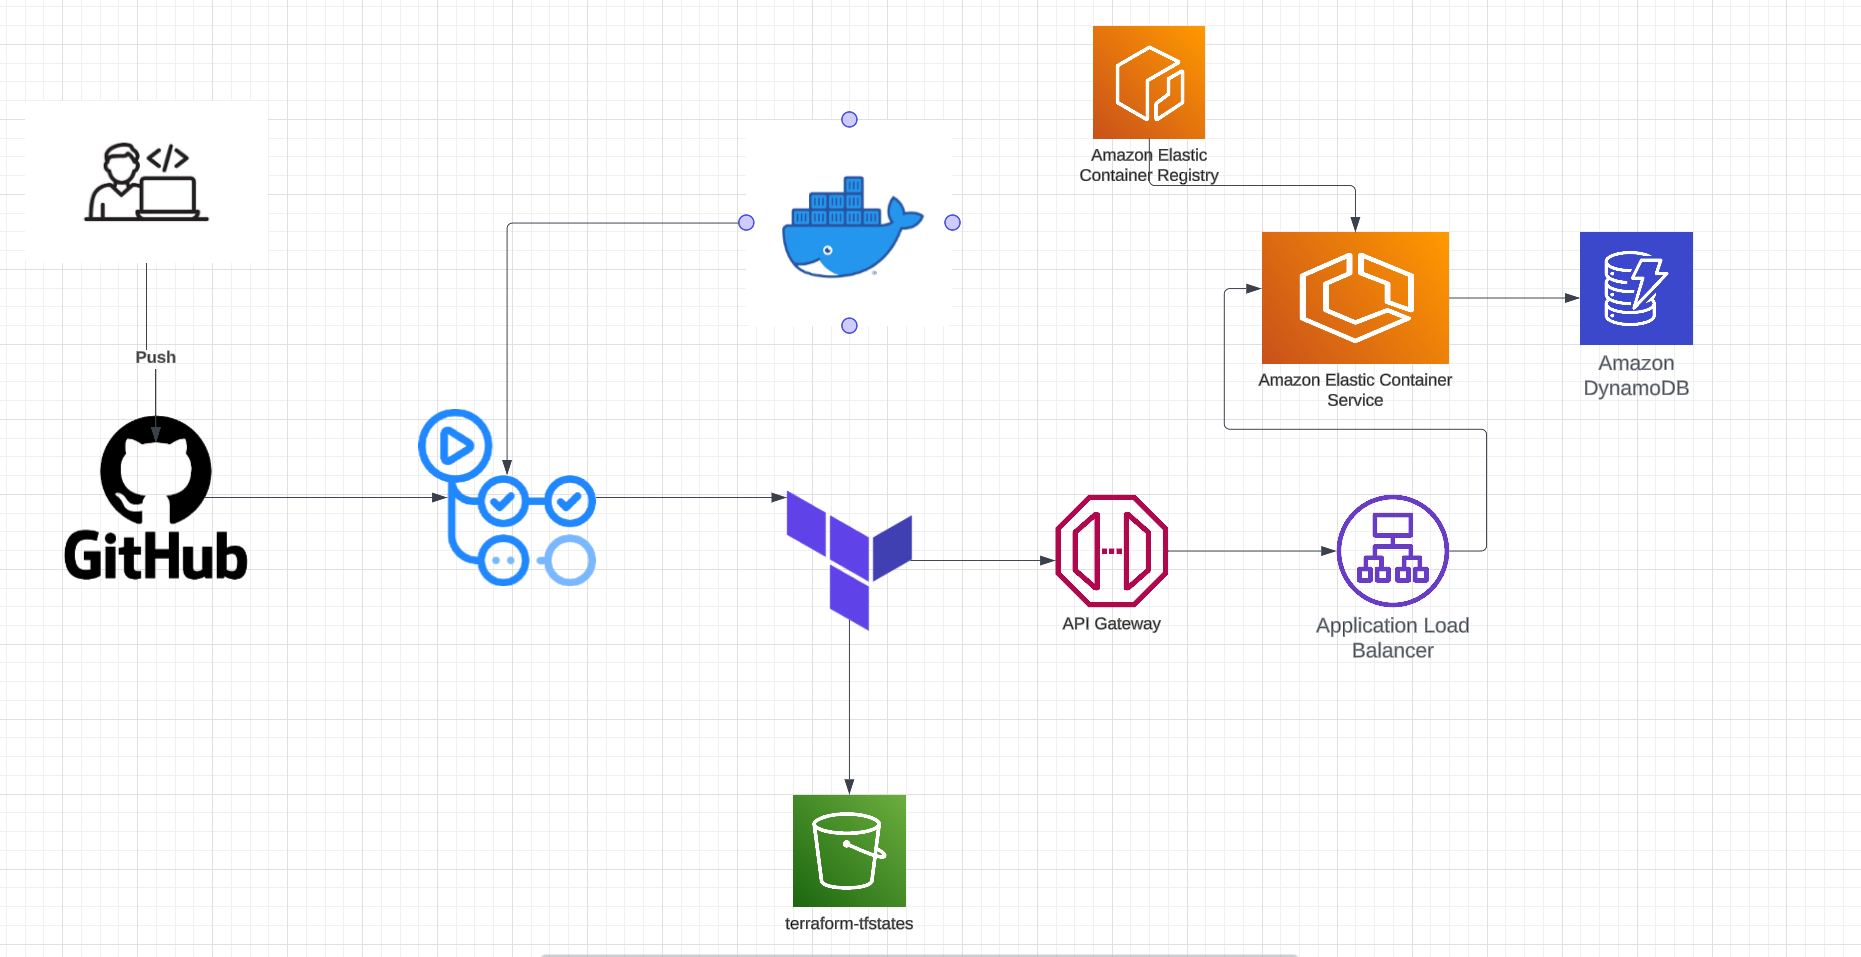 Amazon Elastic
Container Registry
</>
Push
Amazon Elastic Container
Service
Amazon
DynamoDB
GitHub
API Gateway
Application Load
Balancer
terraform-tfstates